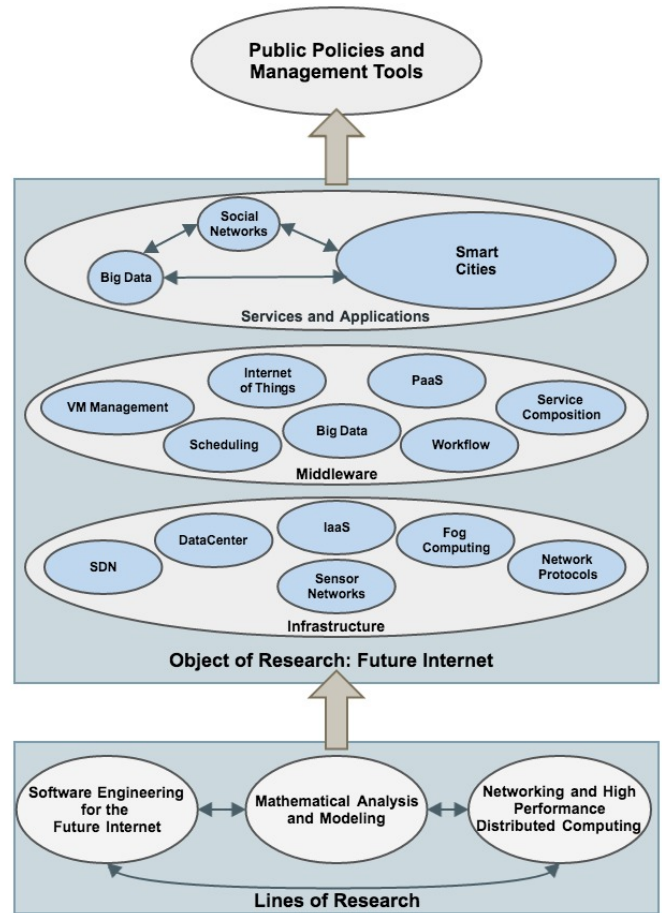 Public Policies and
Management Tools
Social
Networks
Big Data
Smart
Cities
Services and Applications
Internet
of Things
PaaS
VM Management
Service
Composition
Scheduling
Big Data
Workflow
Middleware
IaaS
DataCenter
Fog
Computing
SDN
Sensor
Networks
Network
Protocols
Infrastructure
Object of Research: Future Internet
Software Engineering
for the
Future Internet
Mathematical Analysis
and Modeling
Networking and High
Performance
Distributed Computing
Lines of Research